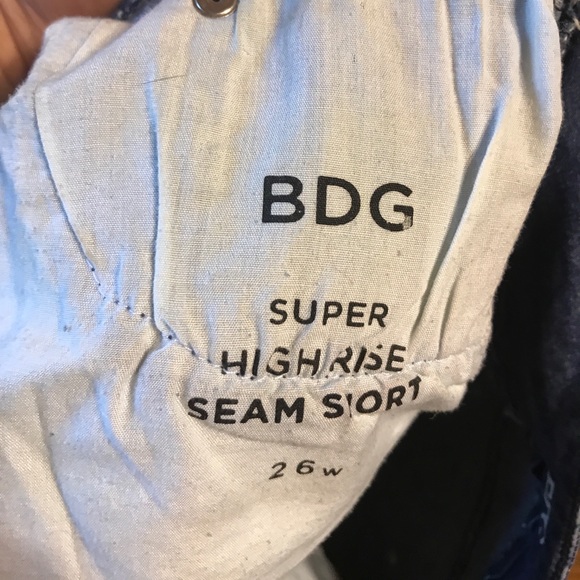 BDG
SUPER
HIGH RISE
SEAM SHORT
26w